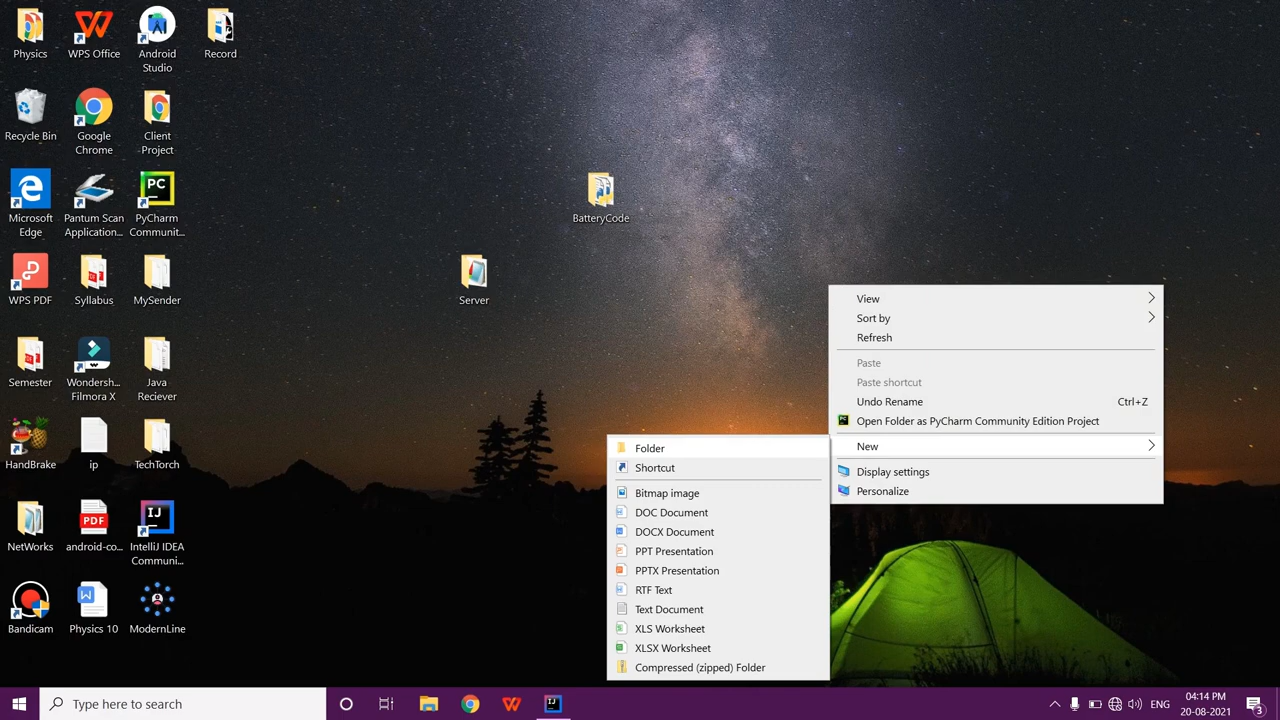 Physics
WPS Office
Android
Studio
Record
Recycle Bin
Google
Chrome
Client
Project
Microsoft
Edge
Pantum Scan
Application...
PyCharm
Communit...
BatteryCode
WPS PDF
Syllabus
MySender
Server
Semester
Wondersh...
Filmora X
Java
Reciever
HandBrake
ip
TechTorch
NetWorks
android-co...
IntelliJ IDEA
Communi...
Bandicam
Physics 10
ModernLine
View
Sort by
Refresh
Paste
Paste shortcut
Undo Rename Ctrl+Z
Open Folder as PyCharm Community Edition Project
New
Display settings
Personalize
Folder
Shortcut
Bitmap image
DOC Document
DOCX Document
PPT Presentation
PPTX Presentation
RTF Text
Text Document
XLS Worksheet
XLSX Worksheet
Compressed (zipped) Folder
Type here to search
ENG
04:14 PM
20-08-2021
3